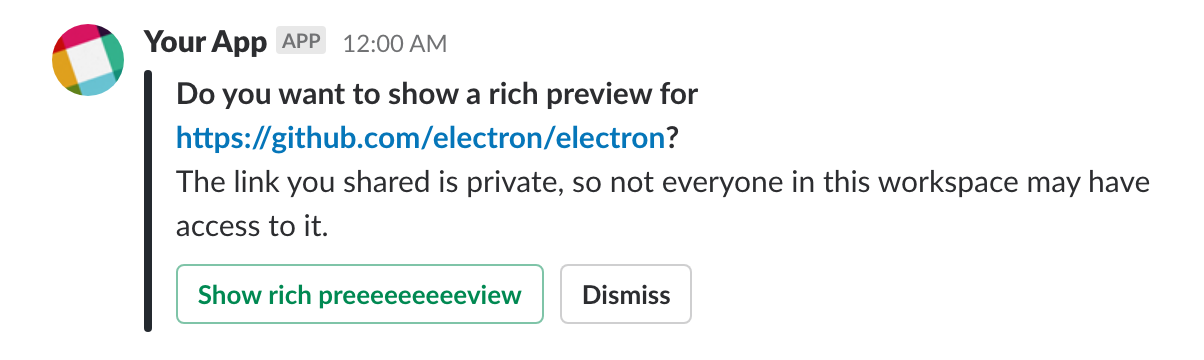 Your App APP 12:00 AM
Do you want to show a rich preview for
https://github.com/electron/electron?
The link you shared is private, so not everyone in this workspace may have
access to it.
Show rich preeeeeeeeeview Dismiss